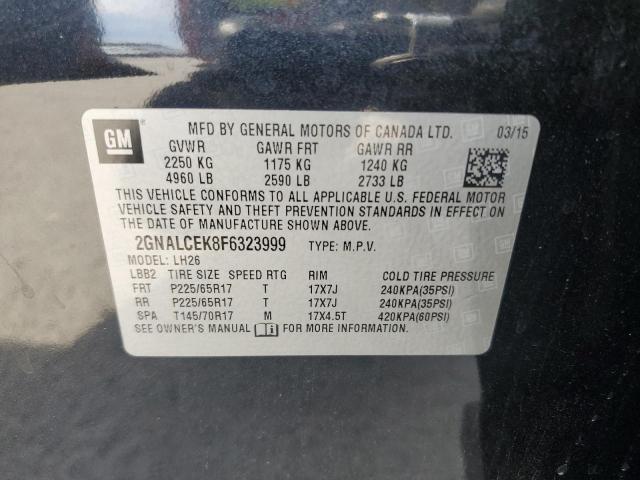 GM
MFD BY GENERAL MOTORS OF CANADA LTD. 03/15
GVWR GAWR FRT GAWR RR
2250 KG 1175 KG 1240 KG
4960 LB 2590 LB 2733 LB
THIS VEHICLE CONFORMS TO ALL APPLICABLE U.S. FEDERAL MOTOR
VEHICLE SAFETY AND THEFT PREVENTION STANDARDS IN EFFECT ON
THE DATE OF MANUFACTURE SHOWN ABOVE.
2GNALCEK8F6323999 TYPE: M.P.V.
MODEL: LH26
LBB2 TIRE SIZE SPEED RTG RIM COLD TIRE PRESSURE
FRT P225/65R17 T 17X7J 240KPA(35PSI)
RR P225/65R17 T 17X7J 240KPA(35PSI)
SPA T145/70R17 M 17X4.5T 420KPA(60PSI)
SEE OWNER'S MANUAL FOR MORE INFORMATION.